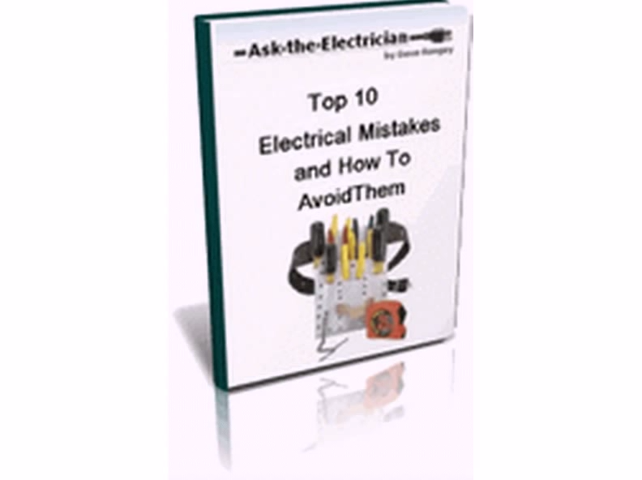 Ask-the-Electrician
by Dave Rongey
Top 10
Electrical Mistakes
and How To
AvoidThem